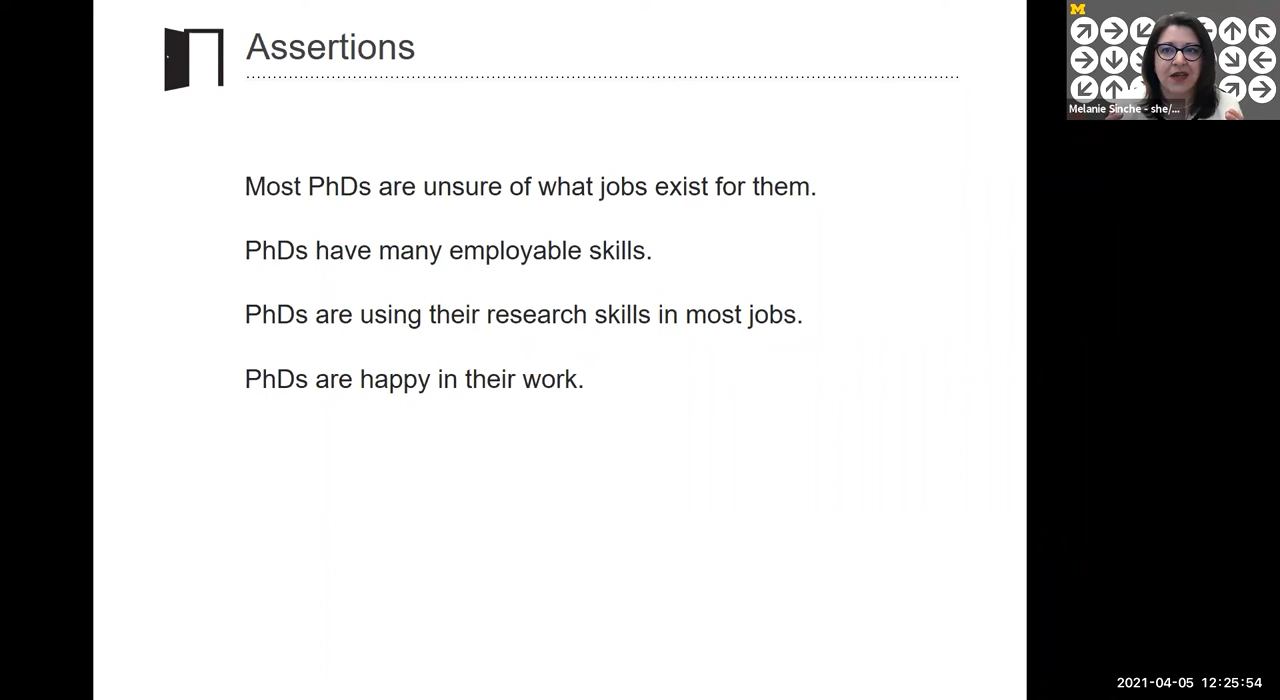 Assertions
Most PhDs are unsure of what jobs exist for them.
PhDs have many employable skills.
PhDs are using their research skills in most jobs.
PhDs are happy in their work.
M
Melanie Sinche - she/...
2021-04-05 12:25:54